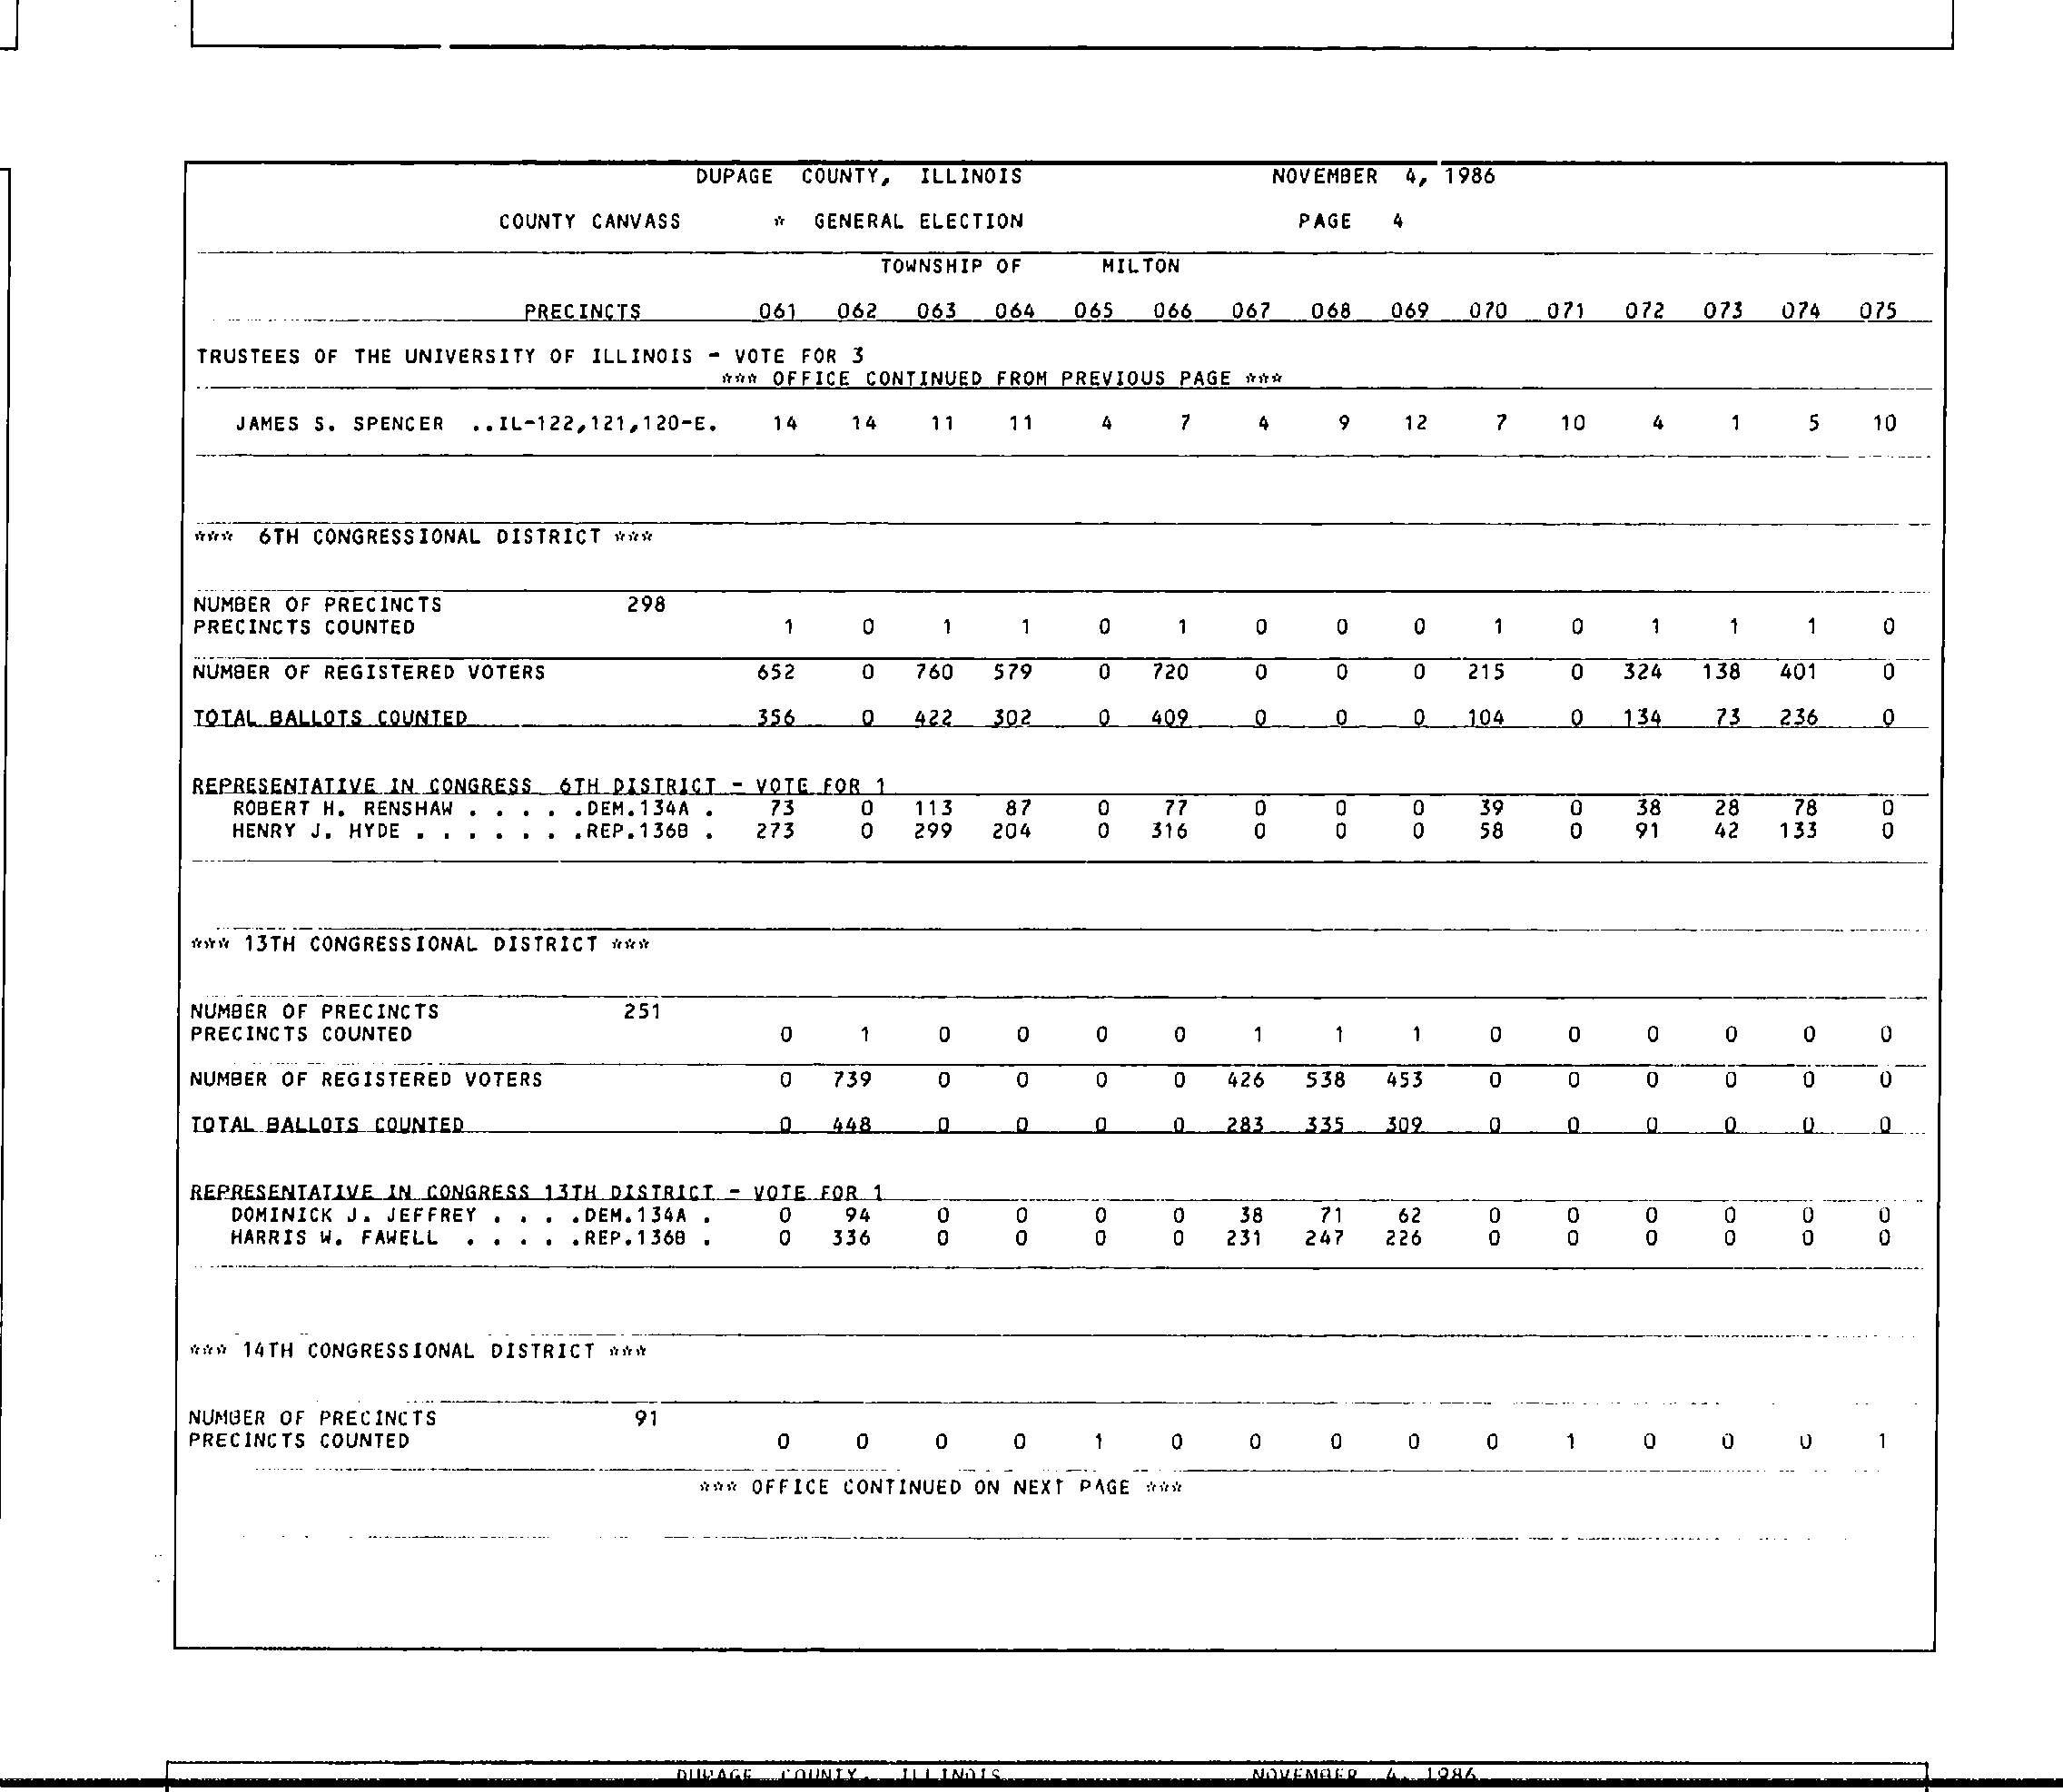 DUPAGE COUNTY, ILLINOIS NOVEMBER 4, 1986
COUNTY CANVASS * GENERAL ELECTION PAGE 4
TOWNSHIP OF MILTON
PRECINCTS 061 062 063 064 065 066 067 068 069 070 071 072 073 074 075
TRUSTEES OF THE UNIVERSITY OF ILLINOIS - VOTE FOR 3
*** OFFICE CONTINUED FROM PREVIOUS PAGE ***
JAMES S. SPENCER ..IL-122,121,120-E. 14 14 11 11 4 7 4 9 12 7 10 4 1 5 10
*** 6TH CONGRESSIONAL DISTRICT ***
NUMBER OF PRECINCTS 298
PRECINCTS COUNTED 1 0 1 1 0 1 0 0 0 1 0 1 1 1 0
NUMBER OF REGISTERED VOTERS 652 0 760 579 0 720 0 0 0 215 0 324 138 401 0
TOTAL BALLOTS COUNTED 356 0 422 302 0 409 0 0 0 104 0 134 73 236 0
REPRESENTATIVE IN CONGRESS 6TH DISTRICT - VOTE FOR 1
ROBERT H. RENSHAW . . . . .DEM.134A . 73 0 113 87 0 77 0 0 0 39 0 38 28 78 0
HENRY J. HYDE . . . . . . .REP.136B . 273 0 299 204 0 316 0 0 0 58 0 91 42 133 0
*** 13TH CONGRESSIONAL DISTRICT ***
NUMBER OF PRECINCTS 251
PRECINCTS COUNTED 0 1 0 0 0 0 1 1 1 0 0 0 0 0 0
NUMBER OF REGISTERED VOTERS 0 739 0 0 0 0 426 538 453 0 0 0 0 0 0
TOTAL BALLOTS COUNTED 0 448 0 0 0 0 283 335 309 0 0 0 0 0 0
REPRESENTATIVE IN CONGRESS 13TH DISTRICT - VOTE FOR 1
DOMINICK J. JEFFREY . . . .DEM.134A . 0 94 0 0 0 0 38 71 62 0 0 0 0 0 0
HARRIS W. FAWELL . . . . .REP.136B . 0 336 0 0 0 0 231 247 226 0 0 0 0 0 0
*** 14TH CONGRESSIONAL DISTRICT ***
NUMBER OF PRECINCTS 91
PRECINCTS COUNTED 0 0 0 0 1 0 0 0 0 0 1 0 0 0 1
*** OFFICE CONTINUED ON NEXT PAGE ***
DUPAGE COUNTY, ILLINOIS NOVEMBER 4, 1986